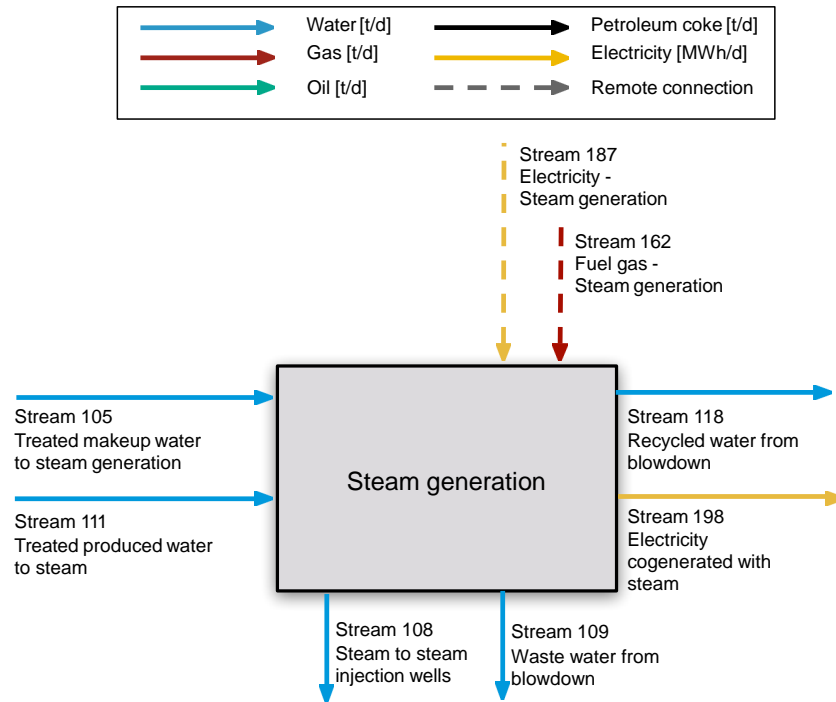 Water [t/d]
Petroleum coke [t/d]
Gas [t/d]
Electricity [MWh/d]
Oil [t/d]
Remote connection
Stream 187
Electricity -
Steam generation
Stream 162
Fuel gas -
Steam generation
Stream 105
Treated makeup water
to steam generation
Stream 118
Recycled water from
blowdown
Steam generation
Stream 111
Treated produced water
to steam
Stream 198
Electricity
cogenerated with
steam
Stream 108
Steam to steam
injection wells
Stream 109
Waste water from
blowdown